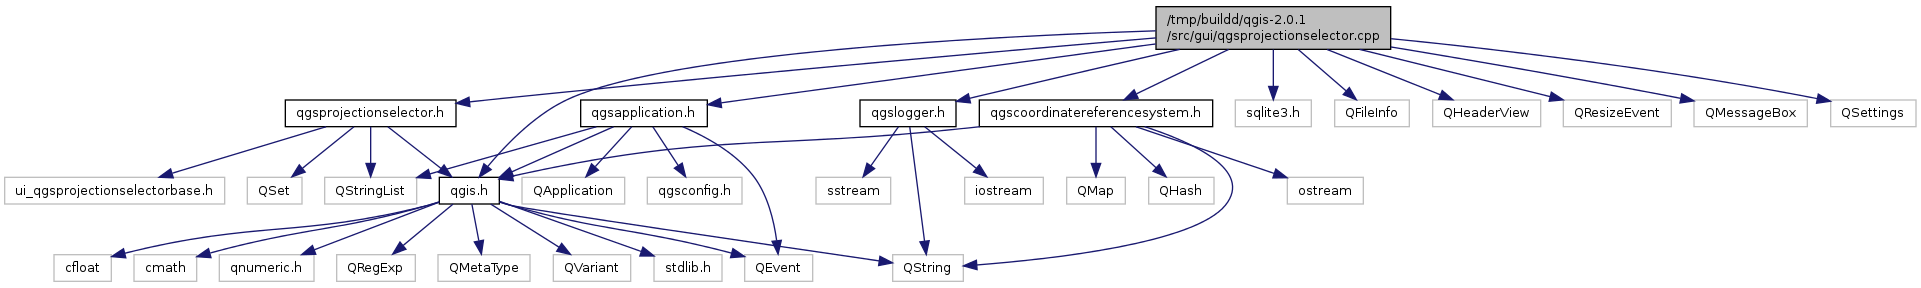 /tmp/buildd/qgis-2.0.1
/src/gui/qgsprojectionselector.cpp
qgsprojectionselector.h
qgsapplication.h
qgslogger.h
qgscoordinatereferencesystem.h
sqlite3.h
QFileInfo
QHeaderView
QResizeEvent
QMessageBox
QSettings
ui_qgsprojectionselectorbase.h
QSet
QStringList
qgis.h
QApplication
qgsconfig.h
sstream
iostream
QMap
QHash
ostream
cfloat
cmath
qnumeric.h
QRegExp
QMetaType
QVariant
stdlib.h
QEvent
QString